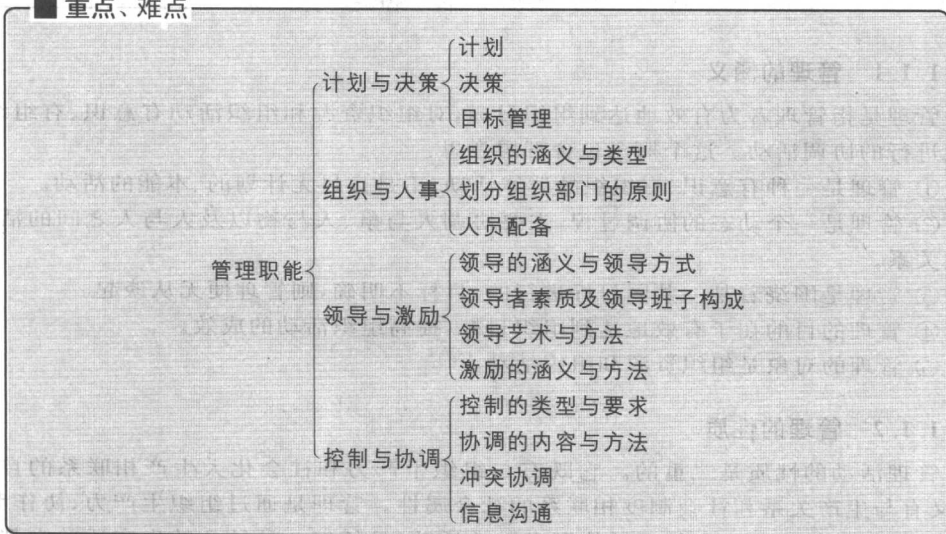 ■ 重点、难点
计划
计划与决策 决策
目标管理
组织的涵义与类型
组织与人事 划分组织部门的原则
人员配备
管理职能
领导的涵义与领导方式
领导与激励 领导者素质及领导班子构成
领导艺术与方法
激励的涵义与方法
控制的类型与要求
控制与协调 协调的内容与方法
冲突协调
信息沟通